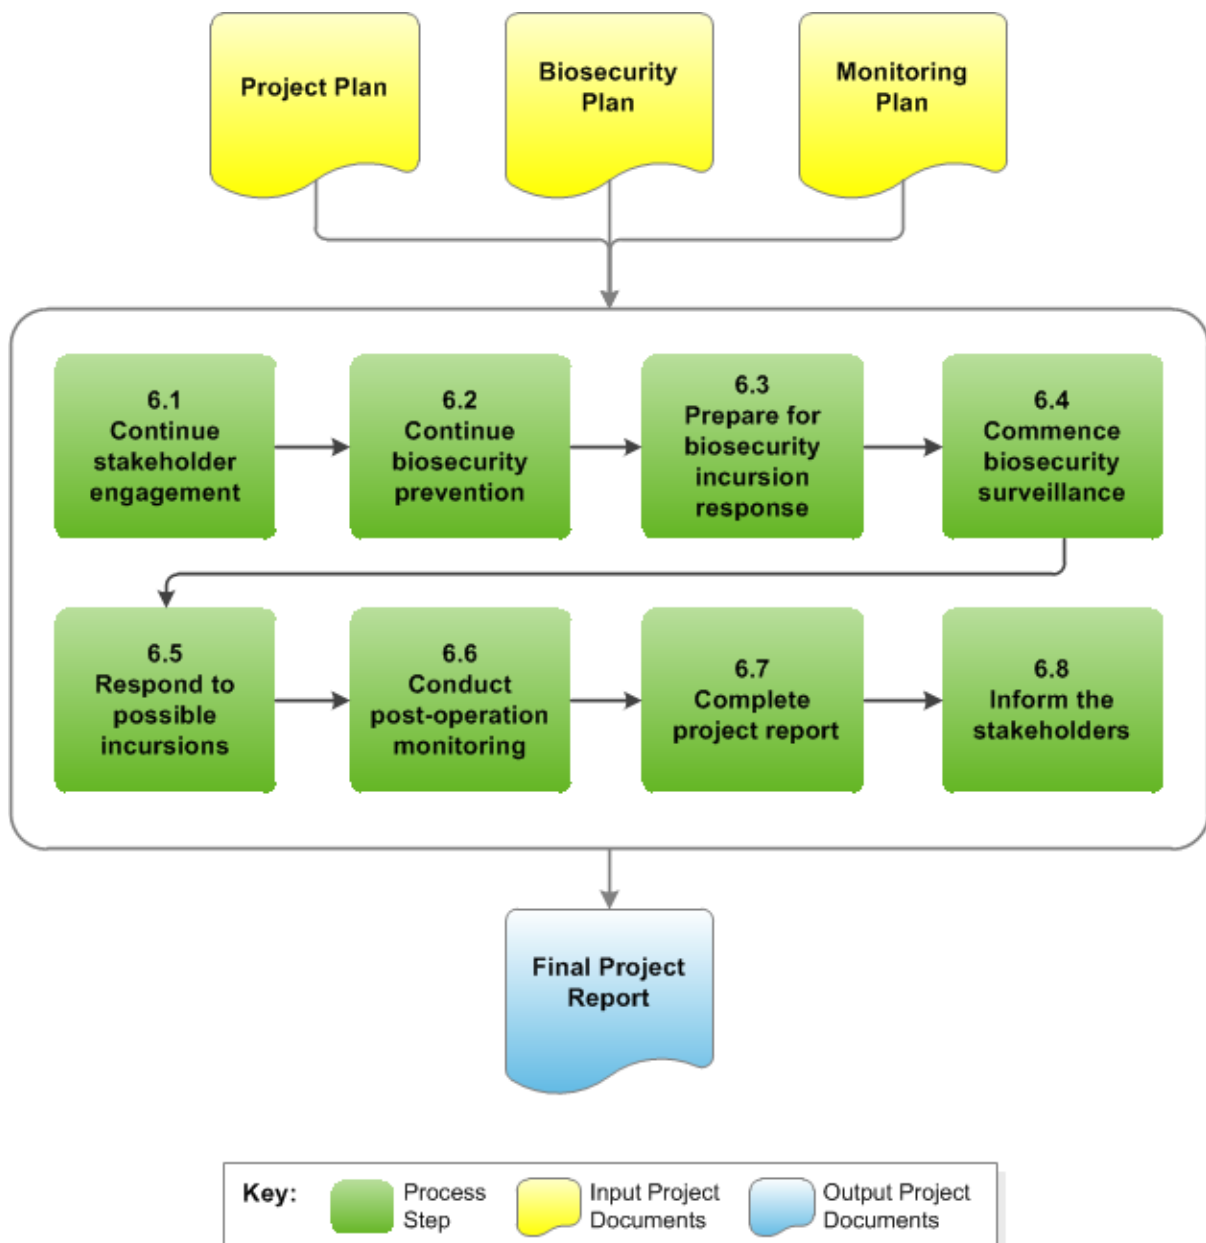 Project Plan
Biosecurity
Plan
Monitoring
Plan
6.1
Continue
stakeholder
engagement
6.2
Continue
biosecurity
prevention
6.3
Prepare for
biosecurity
incursion
response
6.4
Commence
biosecurity
surveillance
6.5
Respond to
possible
incursions
6.6
Conduct
post-operation
monitoring
6.7
Complete
project report
6.8
Inform the
stakeholders
Final Project
Report
Key:
Process
Step
Input Project
Documents
Output Project
Documents